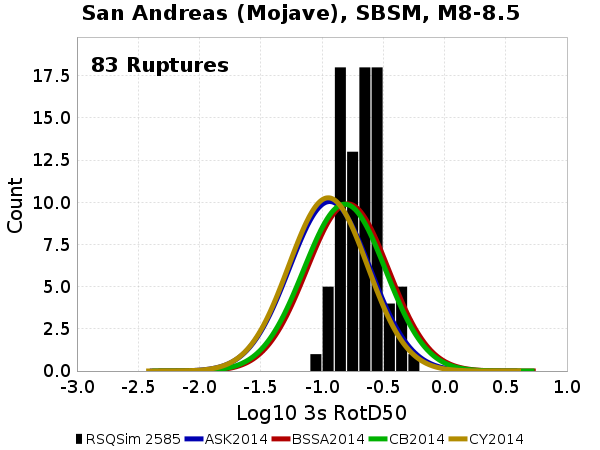 San Andreas (Mojave), SBSM, M8-8.5
83 Ruptures
17.5
15.0
12.5
10.0
7.5
5.0
2.5
0.0
Count
-3.0 -2.5 -2.0 -1.5 -1.0 -0.5 0.0 0.5 1.0
Log10 3s RotD50
RSQSim 2585 ASK2014 BSSA2014 CB2014 CY2014